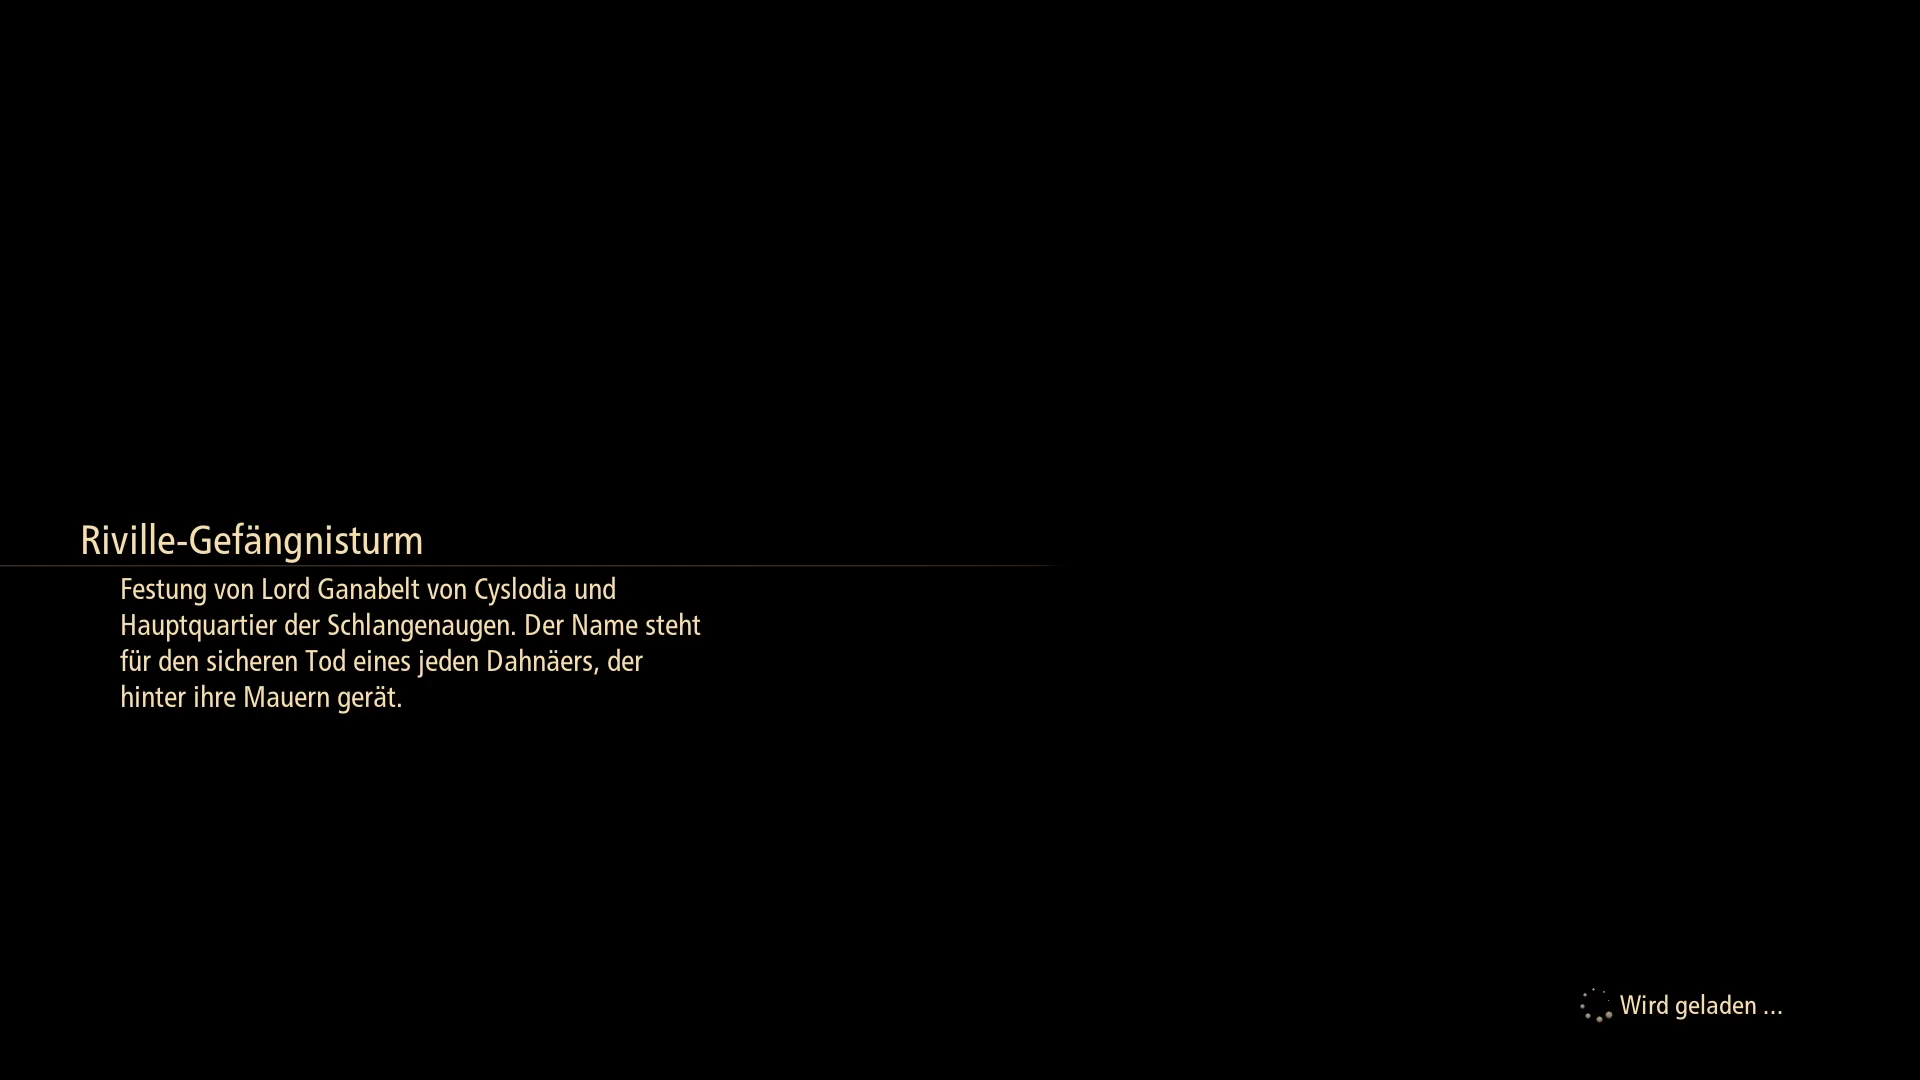 Riville-Gefängnisturm
Festung von Lord Ganabelt von Cyslodia und
Hauptquartier der Schlangenaugen. Der Name steht
für den sicheren Tod eines jeden Dahnäers, der
hinter ihre Mauern gerät.
Wird geladen ...